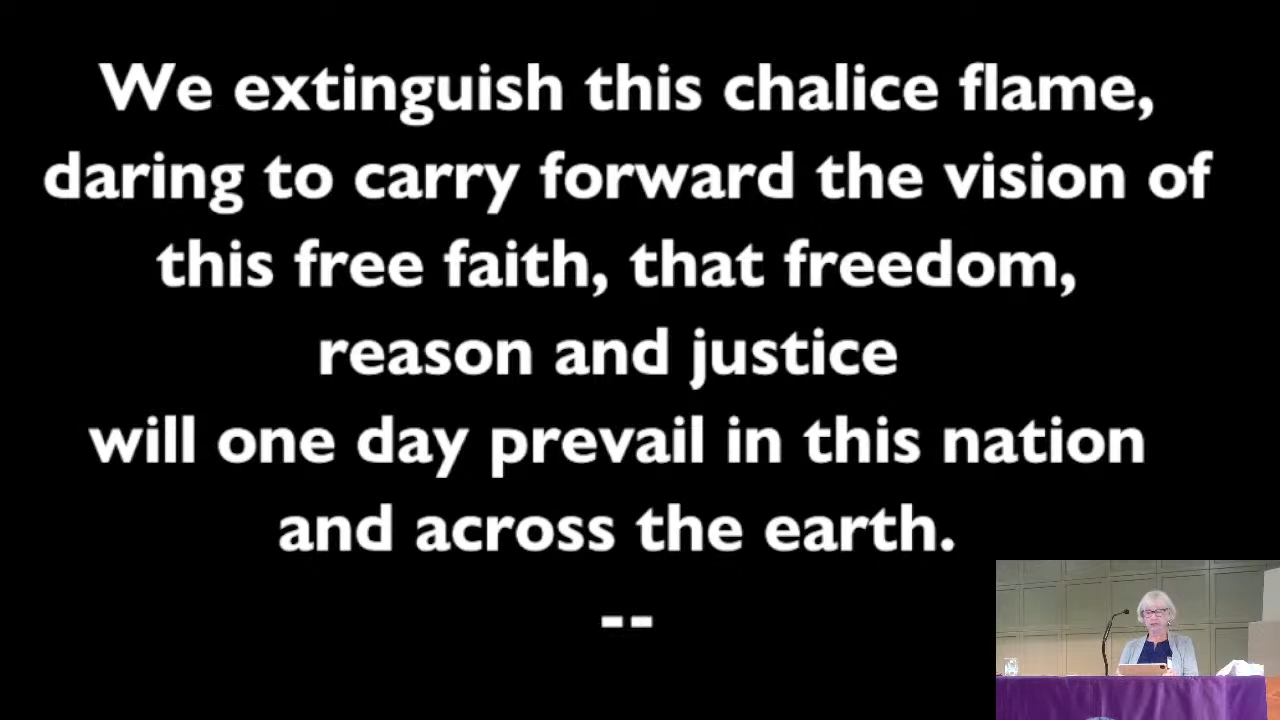 We extinguish this chalice flame,
daring to carry forward the vision of
this free faith, that freedom,
reason and justice
will one day prevail in this nation
and across the earth.
--